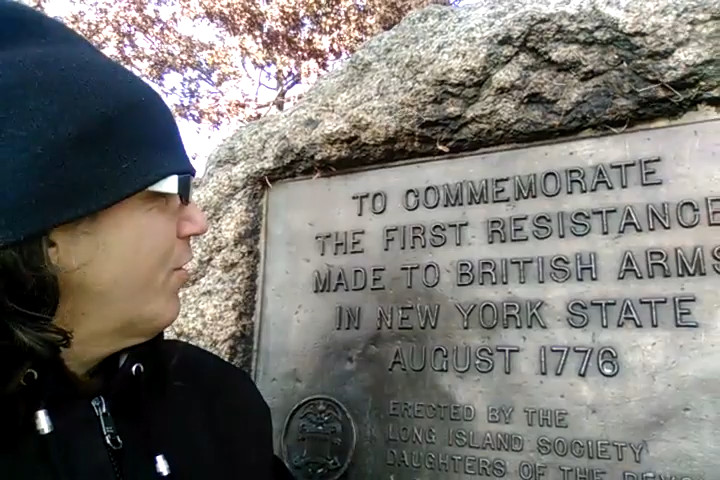 TO COMMEMORATE
THE FIRST RESISTANCE
MADE TO BRITISH ARMS
IN NEW YORK STATE
AUGUST 1776
ERECTED BY THE
LONG ISLAND SOCIETY
DAUGHTERS OF THE